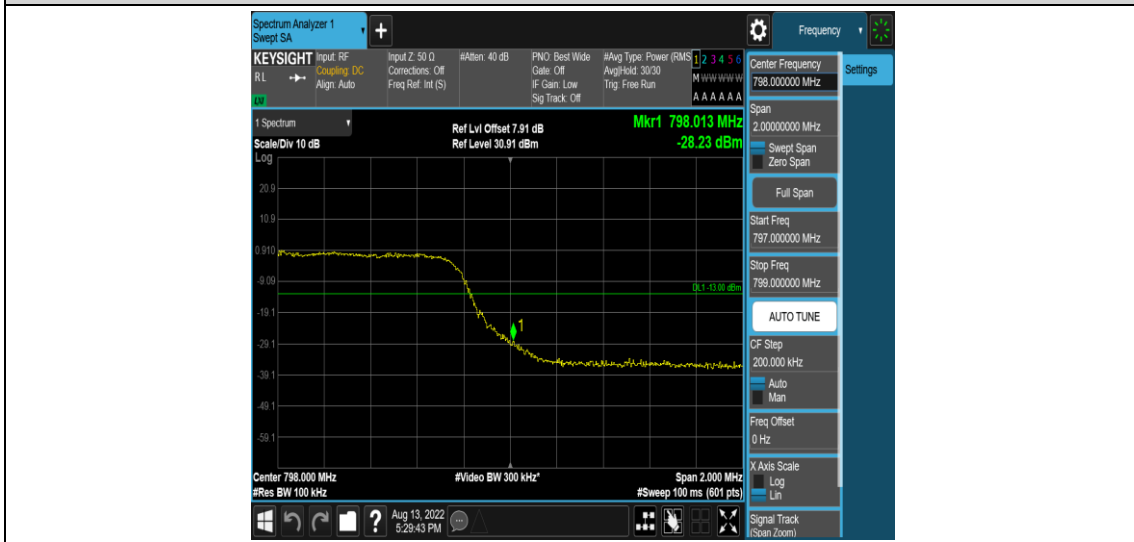 Spectrum Analyzer 1
Swept SA
+
Frequency
KEYSIGHT
RL
LXI
Input: RF
Coupling: DC
Align: Auto
Input Z: 50 Ω
Corrections: Off
Freq Ref: Int (S)
#Atten: 40 dB
PNO: Best Wide
Gate: Off
IF Gain: Low
Sig Track: Off
#Avg Type: Power (RMS
Avg|Hold: 30/30
Trig: Free Run
1 2 3 4 5 6
M W W W W W
A A A A A A
1 Spectrum
Scale/Div 10 dB
Ref Lvl Offset 7.91 dB
Ref Level 30.91 dBm
Mkr1 798.013 MHz
-28.23 dBm
Log
20.9
10.9
0.910
-9.09
-19.1
-29.1
-39.1
-49.1
-59.1
DL1 -13.00 dBm
1
Center 798.000 MHz
#Res BW 100 kHz
#Video BW 300 kHz*
Span 2.000 MHz
#Sweep 100 ms (601 pts)
Center Frequency
798.000000 MHz
Settings
Span
2.00000000 MHz
Swept Span
Zero Span
Full Span
Start Freq
797.000000 MHz
Stop Freq
799.000000 MHz
AUTO TUNE
CF Step
200.000 kHz
Auto
Man
Freq Offset
0 Hz
X Axis Scale
Log
Lin
Signal Track
(Span Zoom)
?
Aug 13, 2022
5:29:43 PM